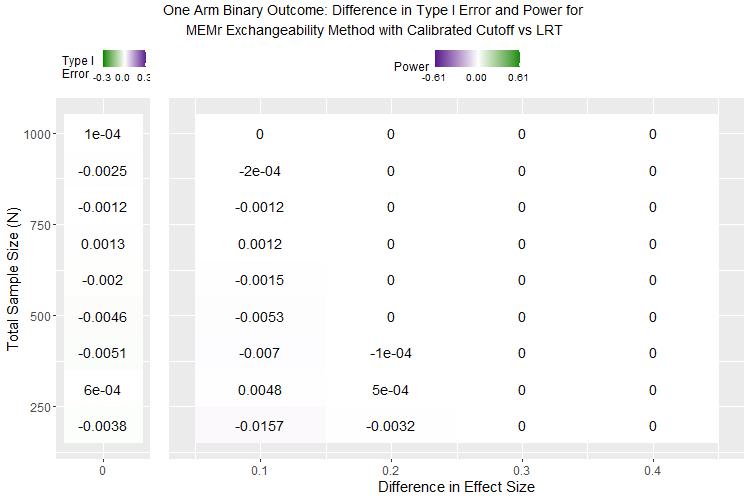 One Arm Binary Outcome: Difference in Type I Error and Power for
MEMr Exchangeability Method with Calibrated Cutoff vs LRT
Type I
Error
-0.3 0.0 0.3
Power
-0.61 0.00 0.61
Total Sample Size (N)
1000 1e-04 0 0 0 0
-0.0025 -2e-04 0 0 0
750
-0.0012 -0.0012 0 0 0
0.0013 0.0012 0 0 0
-0.002 -0.0015 0 0 0
500 -0.0046 -0.0053 0 0 0
-0.0051 -0.007 -1e-04 0 0
6e-04 0.0048 5e-04 0 0
250
-0.0038 -0.0157 -0.0032 0 0
0 0.1 0.2 0.3 0.4
Difference in Effect Size